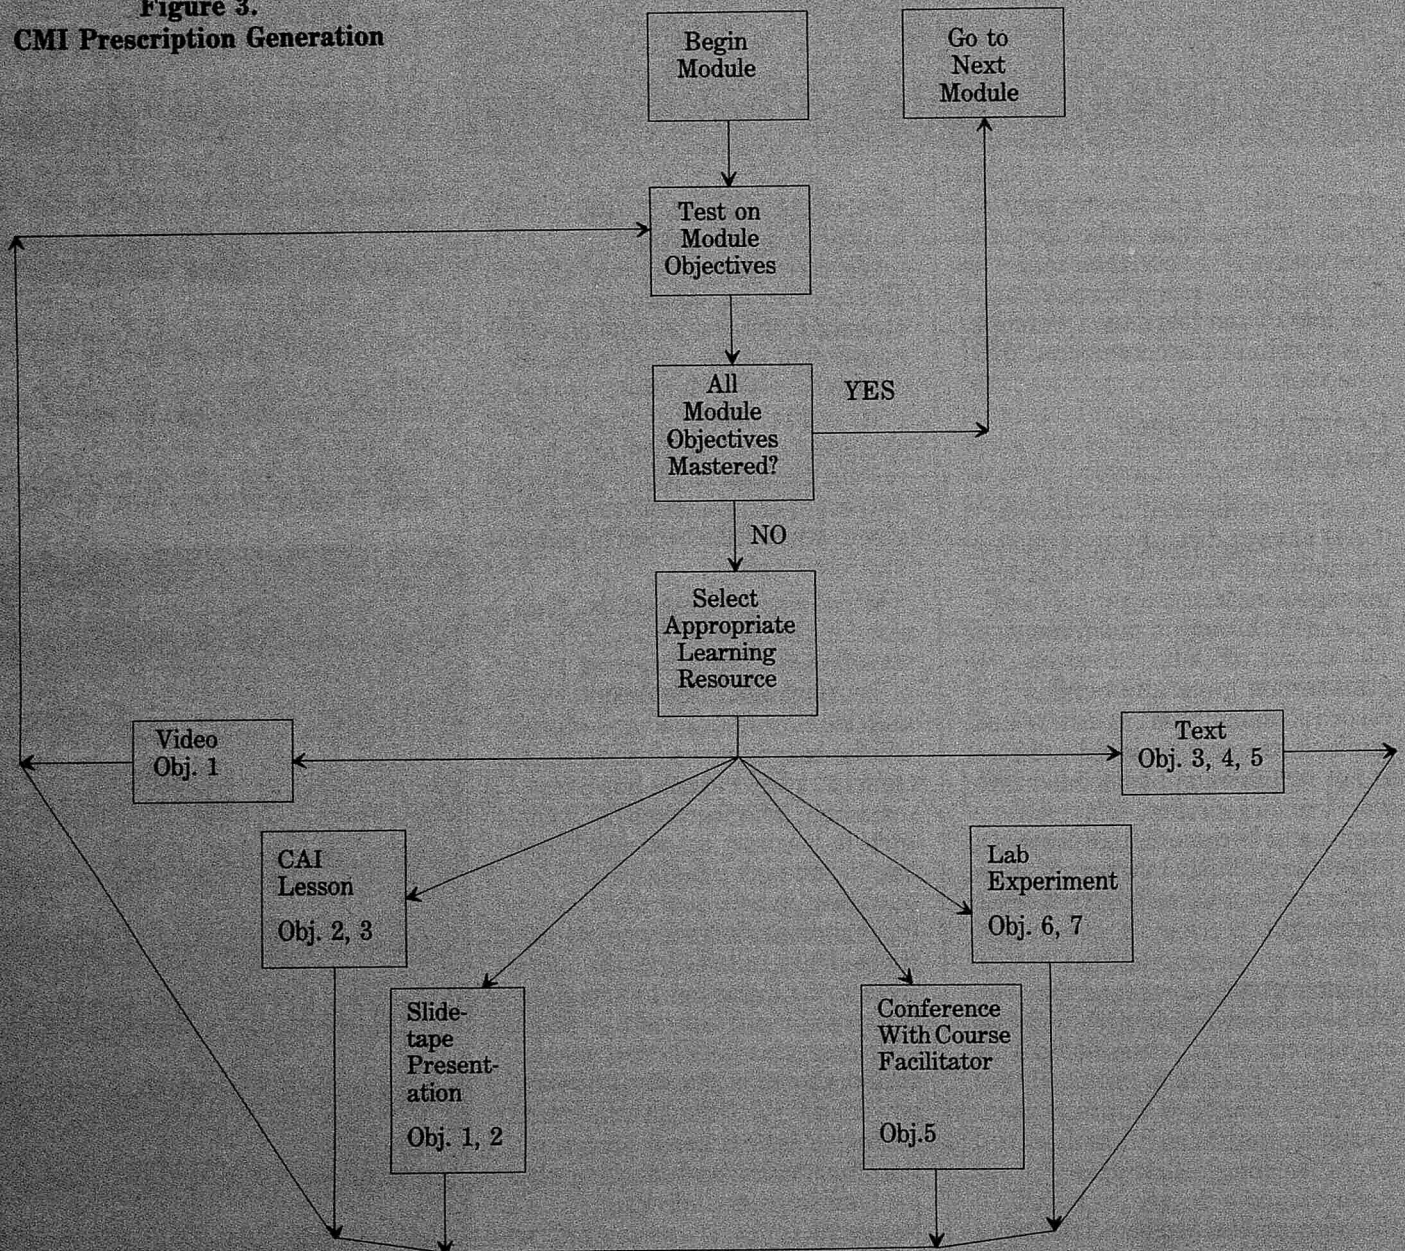 Figure 3.
CMI Prescription Generation
Begin
Module
Go to
Next
Module
Test on
Module
Objectives
All
Module
Objectives
Mastered?
YES
NO
Select
Appropriate
Learning
Resource
Video
Obj. 1
Text
Obj. 3, 4, 5
CAI
Lesson
Obj. 2, 3
Lab
Experiment
Obj. 6, 7
Slide-
tape
Present-
ation
Obj. 1, 2
Conference
With Course
Facilitator
Obj.5